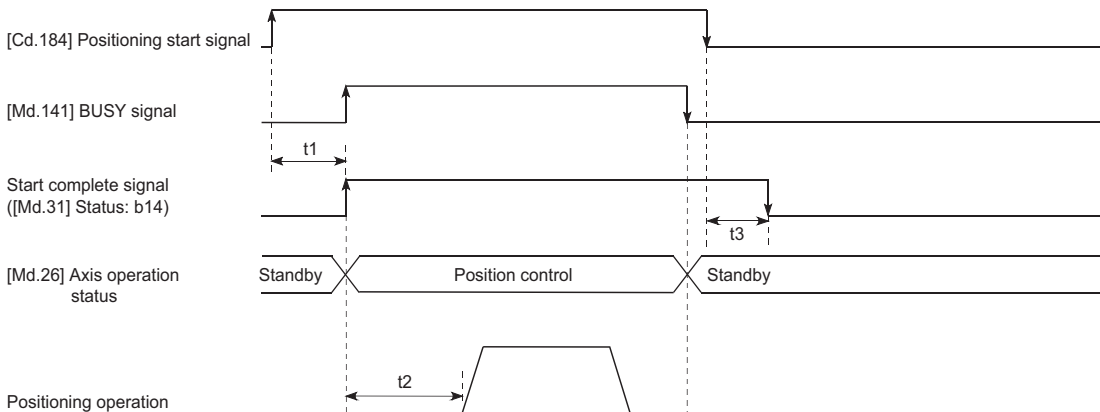 [Cd.184] Positioning start signal
[Md.141] BUSY signal
t1
Start complete signal
([Md.31] Status: b14)
t3
[Md.26] Axis operation
status
Standby
Position control
Standby
t2
Positioning operation